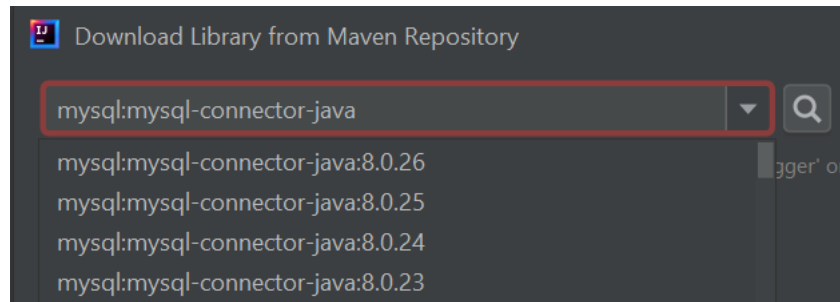 Download Library from Maven Repository
mysql:mysql-connector-java
mysql:mysql-connector-java:8.0.26
mysql:mysql-connector-java:8.0.25
mysql:mysql-connector-java:8.0.24
mysql:mysql-connector-java:8.0.23